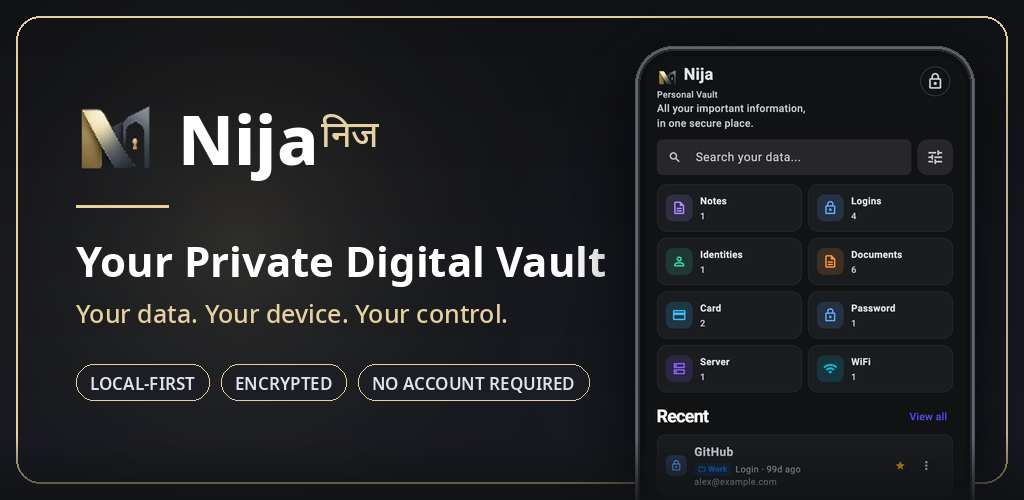 Nija निज
Your Private Digital Vault
Your data. Your device. Your control.
LOCAL-FIRST ENCRYPTED NO ACCOUNT REQUIRED
Nija
Personal Vault
All your important information,
in one secure place.
Search your data...
Notes
1
Logins
4
Identities
1
Documents
6
Card
2
Password
1
Server
1
WiFi
1
Recent View all
GitHub
Work Login · 99d ago
alex@example.com